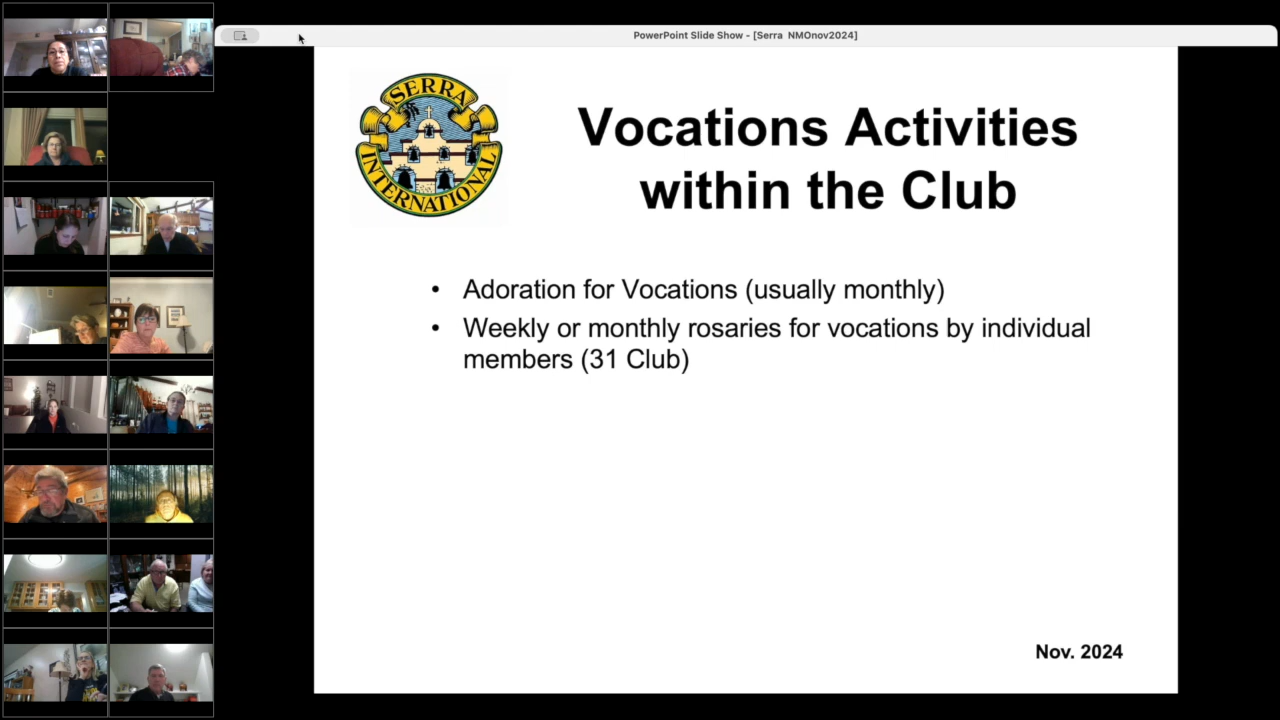 PowerPoint Slide Show - [Serra NMOnov2024]
SERRA
INTERNATIONAL
Vocations Activities
within the Club
• Adoration for Vocations (usually monthly)
• Weekly or monthly rosaries for vocations by individual
members (31 Club)
Nov. 2024